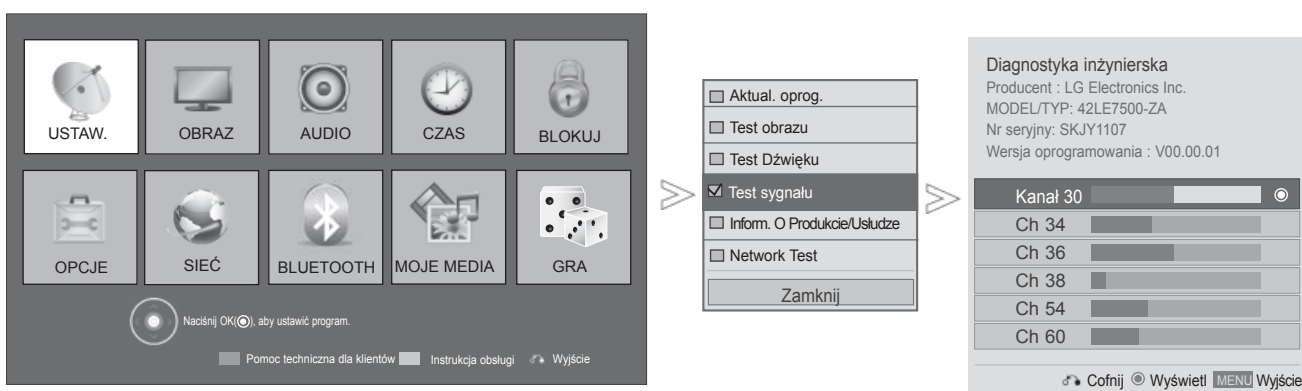 USTAW.
OBRAZ
AUDIO
CZAS
BLOKUJ
OPCJE
SIEĆ
BLUETOOTH
MOJE MEDIA
GRA
Naciśnij OK(◉), aby ustawić program.
Pomoc techniczna dla klientów Instrukcja obsługi Wyjście
Aktual. oprog.
Test obrazu
Test Dźwięku
Test sygnału
Inform. O Produkcie/Usłudze
Network Test
Zamknij
Diagnostyka inżynierska
Producent : LG Electronics Inc.
MODEL/TYP: 42LE7500-ZA
Nr seryjny: SKJY1107
Wersja oprogramowania : V00.00.01
Kanał 30
Ch 34
Ch 36
Ch 38
Ch 54
Ch 60
Cofnij ◉ Wyświetl MENU Wyjście